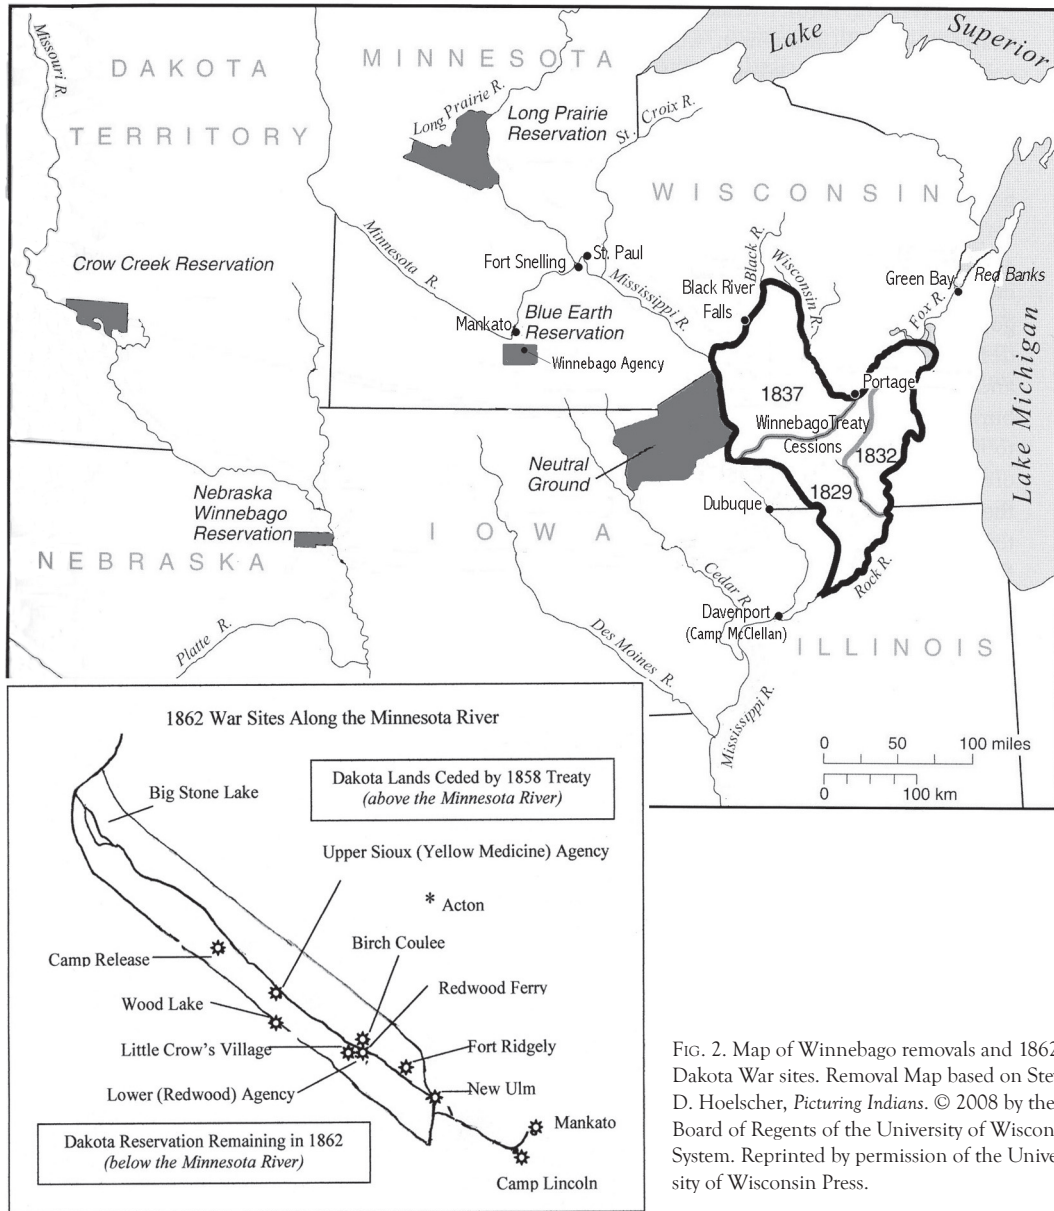 Lake Superior
DAKOTA
TERRITORY
MINNESOTA
Missouri R.
Long Prairie R.
Long Prairie
Reservation
St. Croix R.
WISCONSIN
Crow Creek Reservation
Minnesota R.
Fort Snelling
St. Paul
Mississippi R.
Black R.
Wisconsin R.
Black River
Falls
Green Bay
Red Banks
Fox R.
Mankato
Blue Earth
Reservation
Winnebago Agency
Lake Michigan
1837
Portage
WinnebagoTreaty
Cessions
1832
1829
Neutral
Ground
Dubuque
Nebraska
Winnebago
Reservation
IOWA
NEBRASKA
Platte R.
Cedar R.
Rock R.
Davenport
(Camp McClellan)
Des Moines R.
ILLINOIS
Mississippi R.
0 50 100 miles
0 100 km
1862 War Sites Along the Minnesota River
Dakota Lands Ceded by 1858 Treaty
(above the Minnesota River)
Big Stone Lake
Upper Sioux (Yellow Medicine) Agency
* Acton
Birch Coulee
Camp Release
Redwood Ferry
Wood Lake
Little Crow's Village
Fort Ridgely
Lower (Redwood) Agency
New Ulm
Mankato
Dakota Reservation Remaining in 1862
(below the Minnesota River)
Camp Lincoln
FIG. 2. Map of Winnebago removals and 1862
Dakota War sites. Removal Map based on Ste
D. Hoelscher, Picturing Indians. © 2008 by the
Board of Regents of the University of Wiscon
System. Reprinted by permission of the Unive
sity of Wisconsin Press.